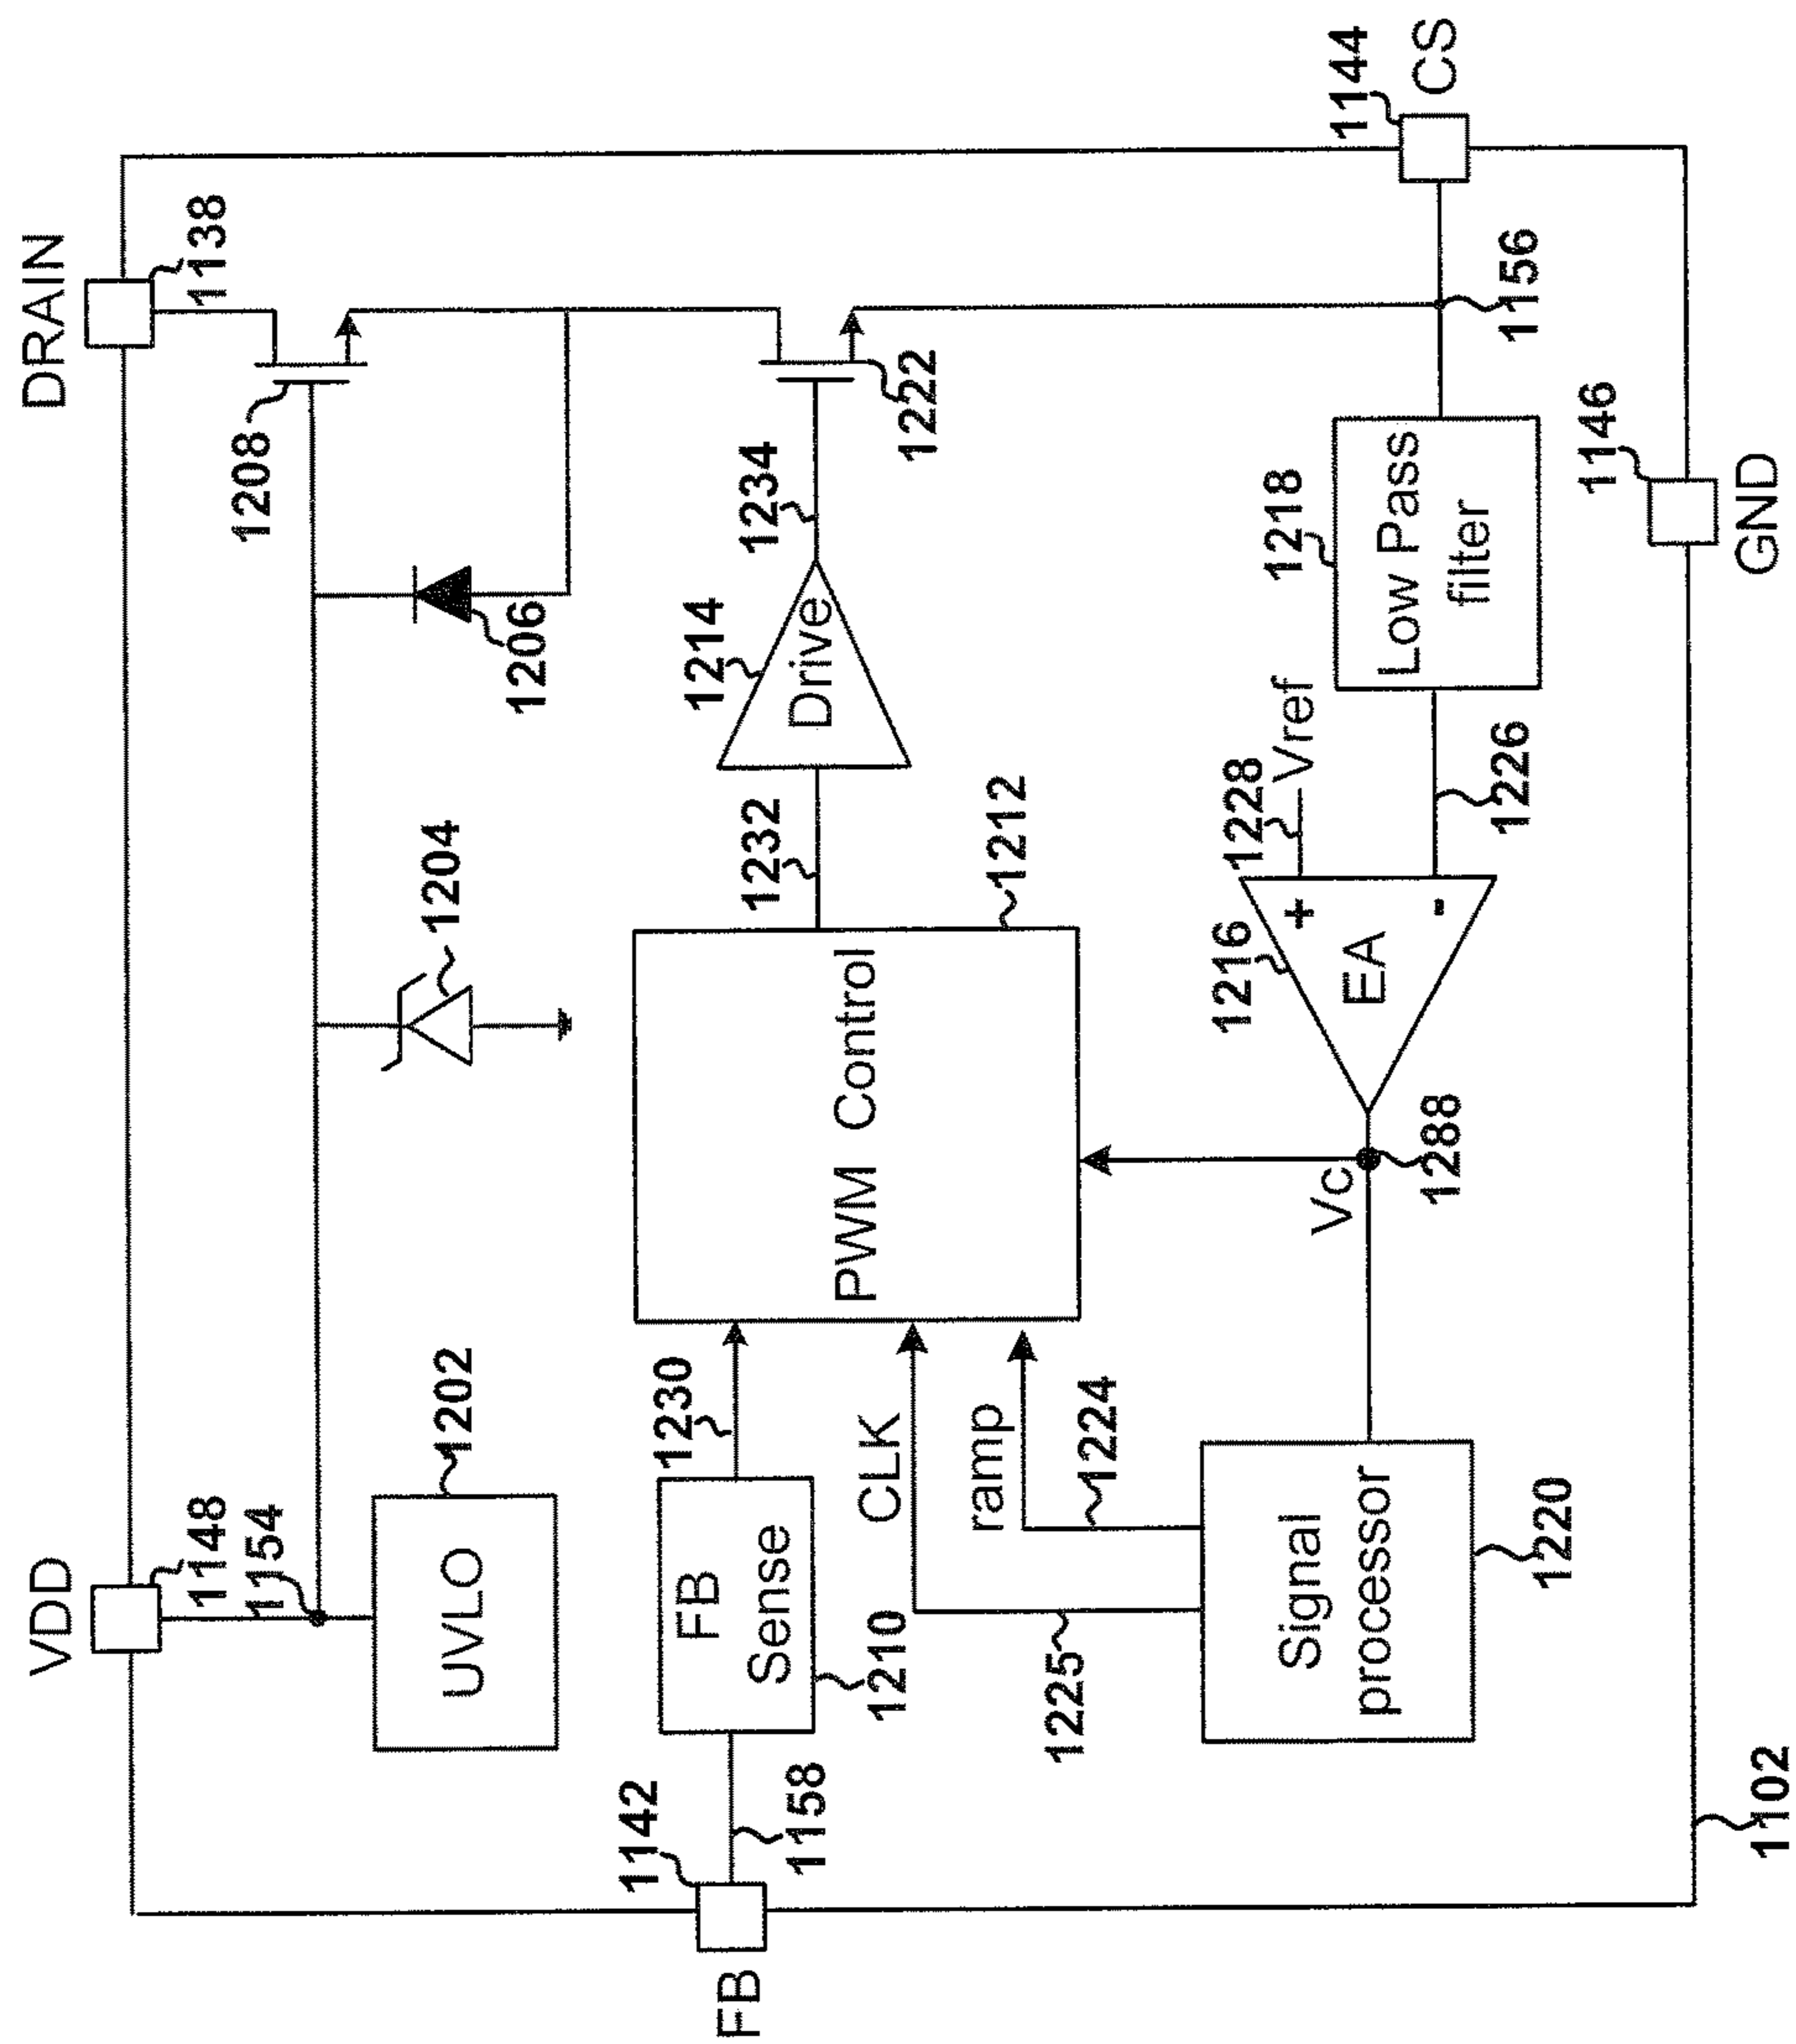 VDD
DRAIN
1148
1138
1154
1208
UVLO
1202
1204
1206
FB
1142
1158
FB
Sense
1210
1230
PWM Control
1212
1232
1214
Drive
1234
1222
CLK
ramp
1225
1224
Signal
processor
1220
Vc
1288
1216
EA
+
-
1228
Vref
1226
1218
Low Pass
filter
1156
1144
CS
1146
GND
1102